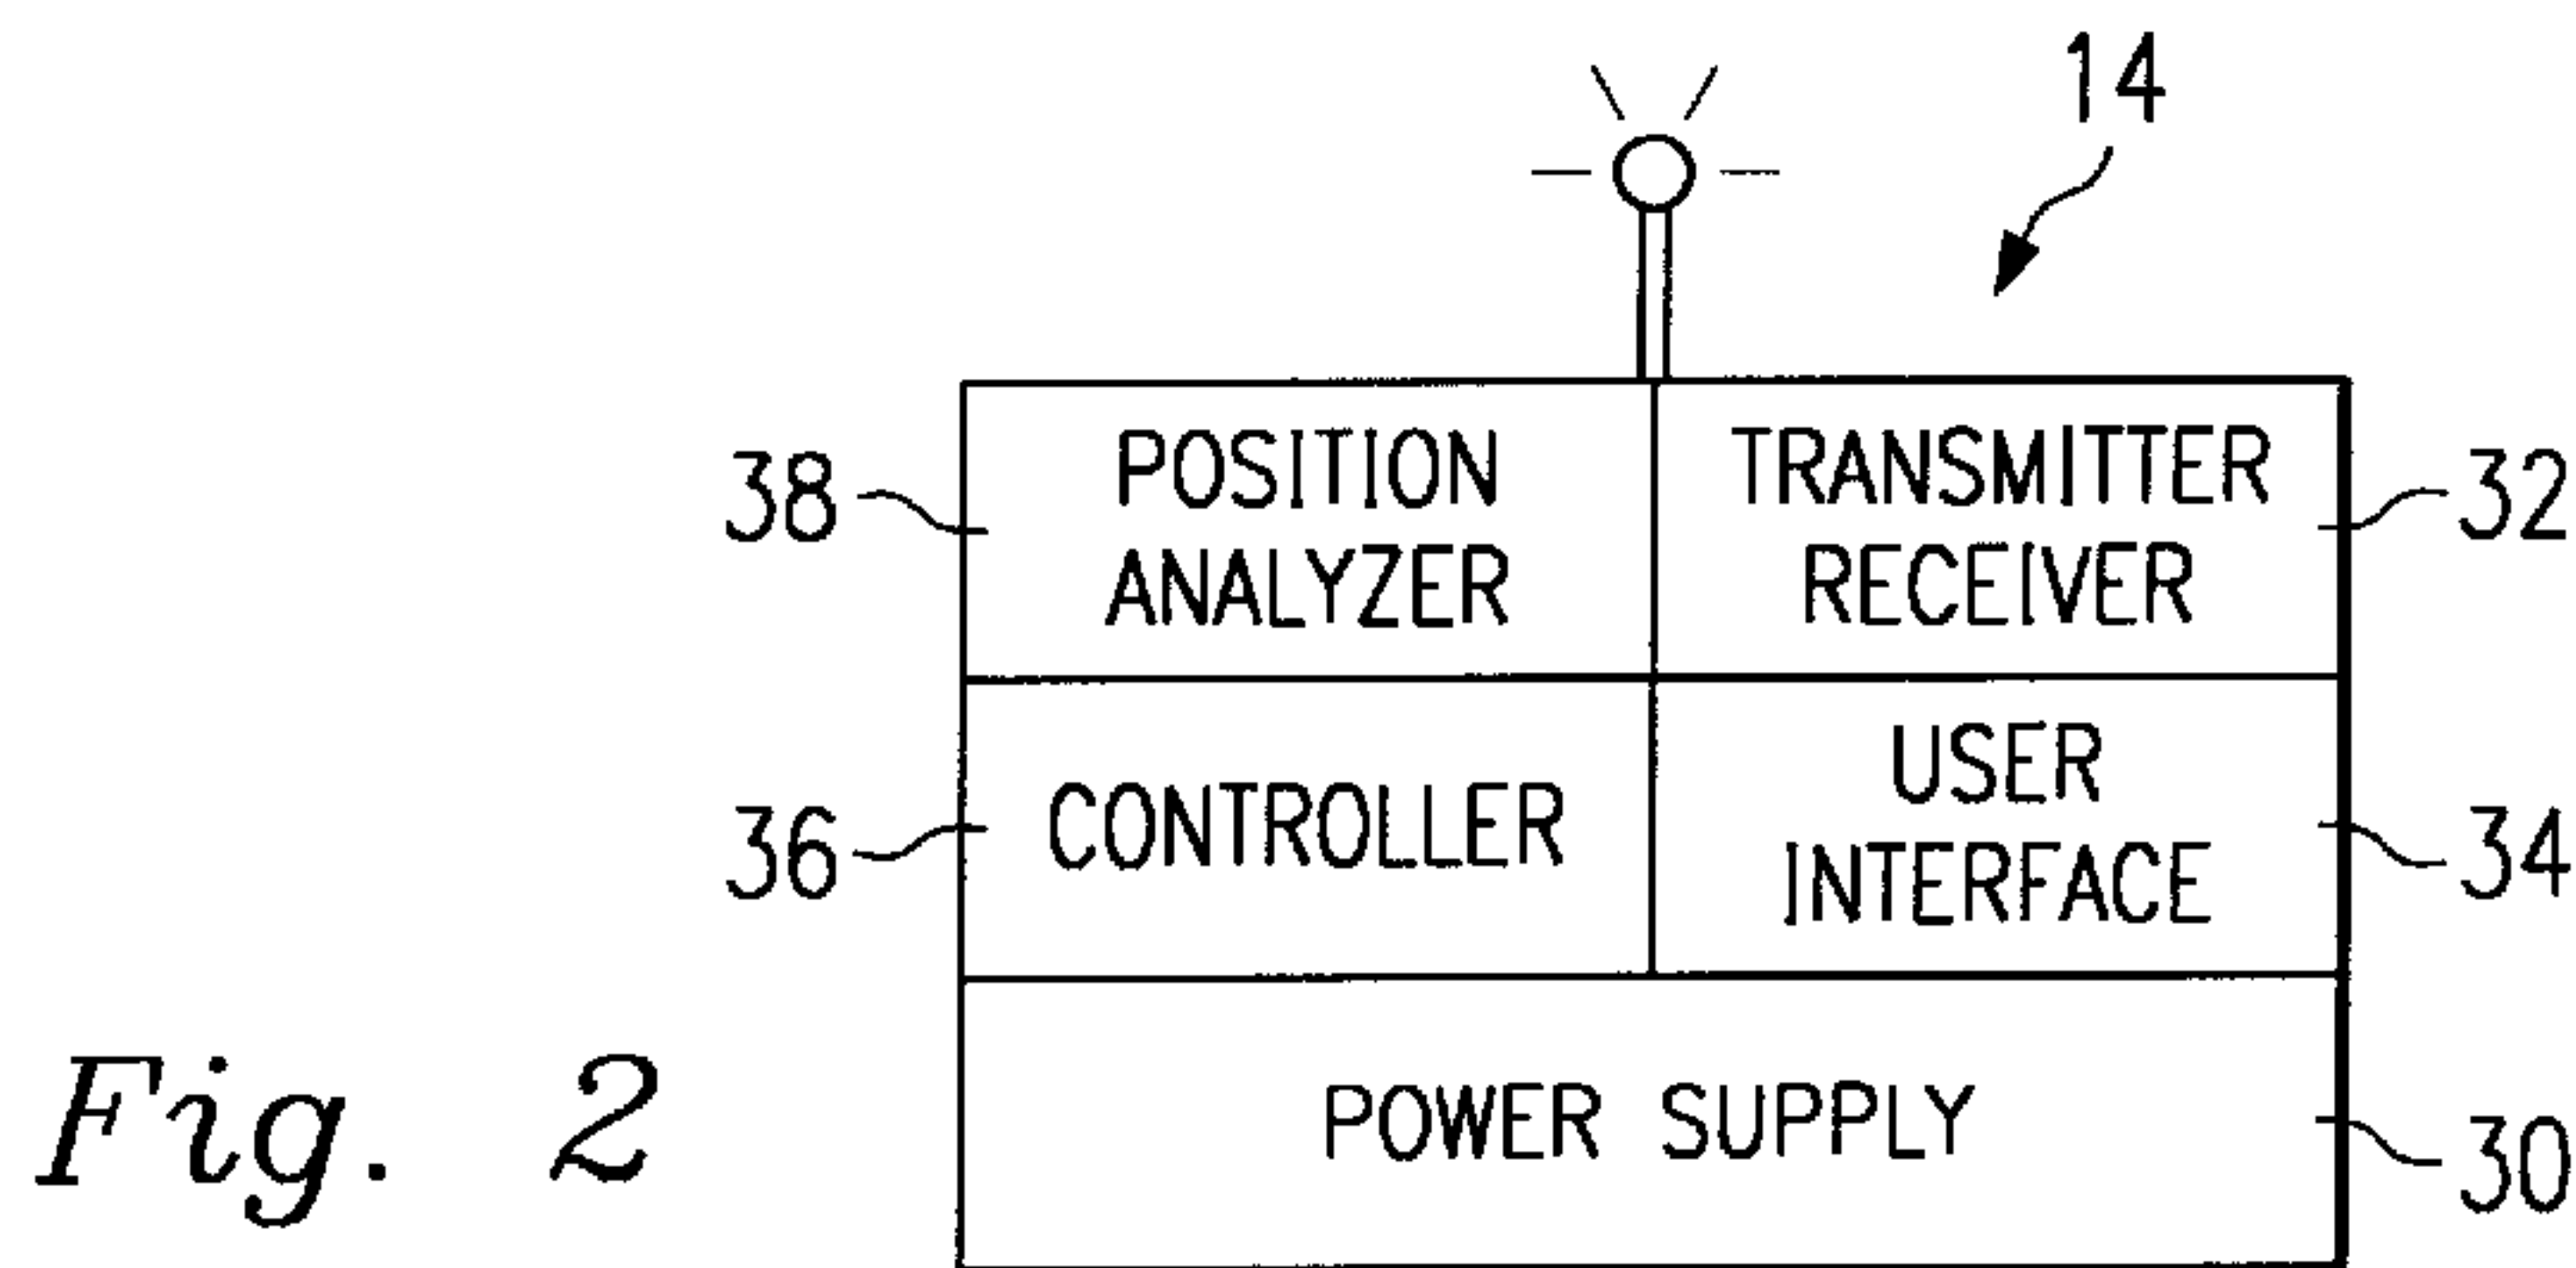 14
38
POSITION
ANALYZER
TRANSMITTER
RECEIVER
32
36
CONTROLLER
USER
INTERFACE
34
POWER SUPPLY
30
Fig. 2